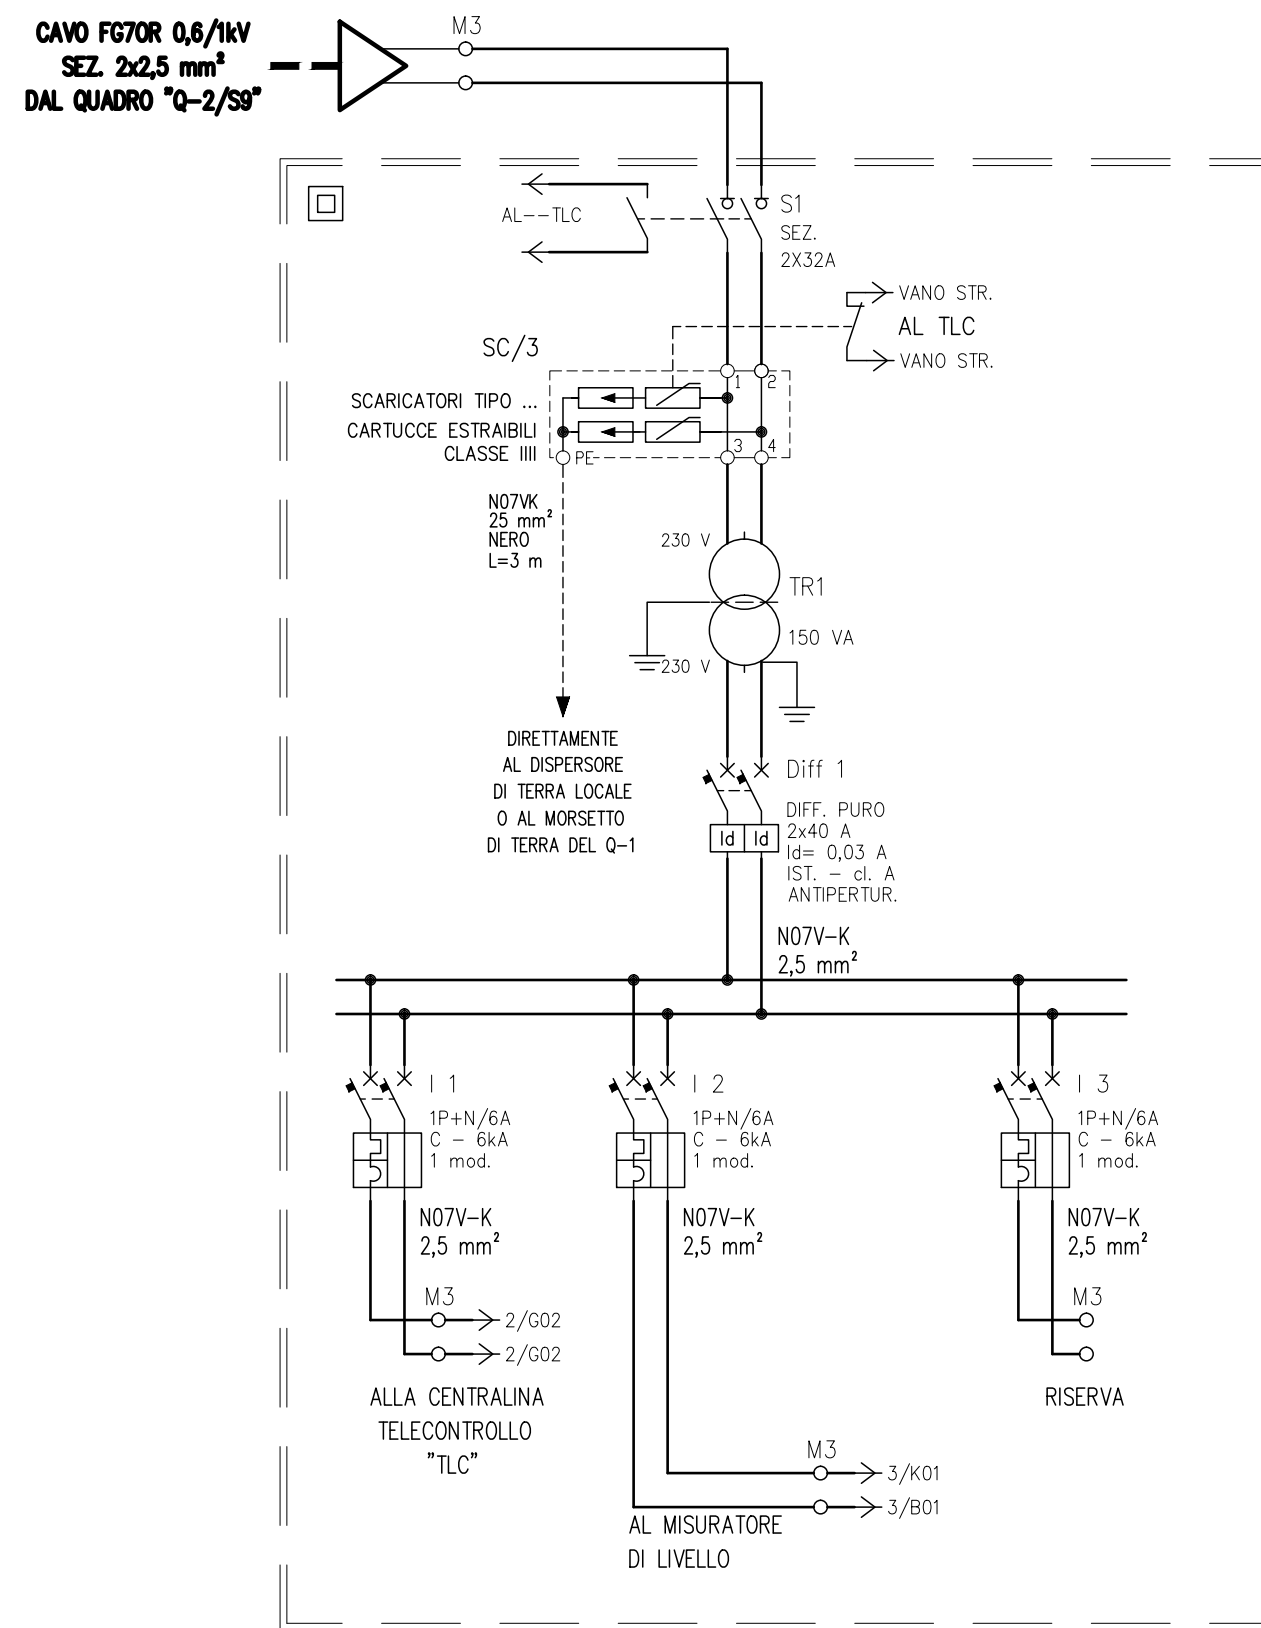 CAVO FG7OR 0,6/1kV
SEZ. 2x2,5 mm²
DAL QUADRO "Q-2/S9"
M3
AL--TLC
S1
SEZ.
2X32A
VANO STR.
AL TLC
VANO STR.
SC/3
SCARICATORI TIPO ...
CARTUCCE ESTRAIBILI
CLASSE IIII
1
2
3
4
PE
N07VK
25 mm²
NERO
L=3 m
230 V
TR1
150 VA
230 V
DIRETTAMENTE
AL DISPERSORE
DI TERRA LOCALE
O AL MORSETTO
DI TERRA DEL Q-1
Diff 1
DIFF. PURO
2x40 A
Id= 0,03 A
IST. - cl. A
ANTIPERTUR.
Id Id
N07V-K
2,5 mm²
I 1
1P+N/6A
C - 6kA
1 mod.
N07V-K
2,5 mm²
M3
2/G02
2/G02
ALLA CENTRALINA
TELECONTROLLO
"TLC"
I 2
1P+N/6A
C - 6kA
1 mod.
N07V-K
2,5 mm²
M3
3/K01
3/B01
AL MISURATORE
DI LIVELLO
I 3
1P+N/6A
C - 6kA
1 mod.
N07V-K
2,5 mm²
M3
RISERVA